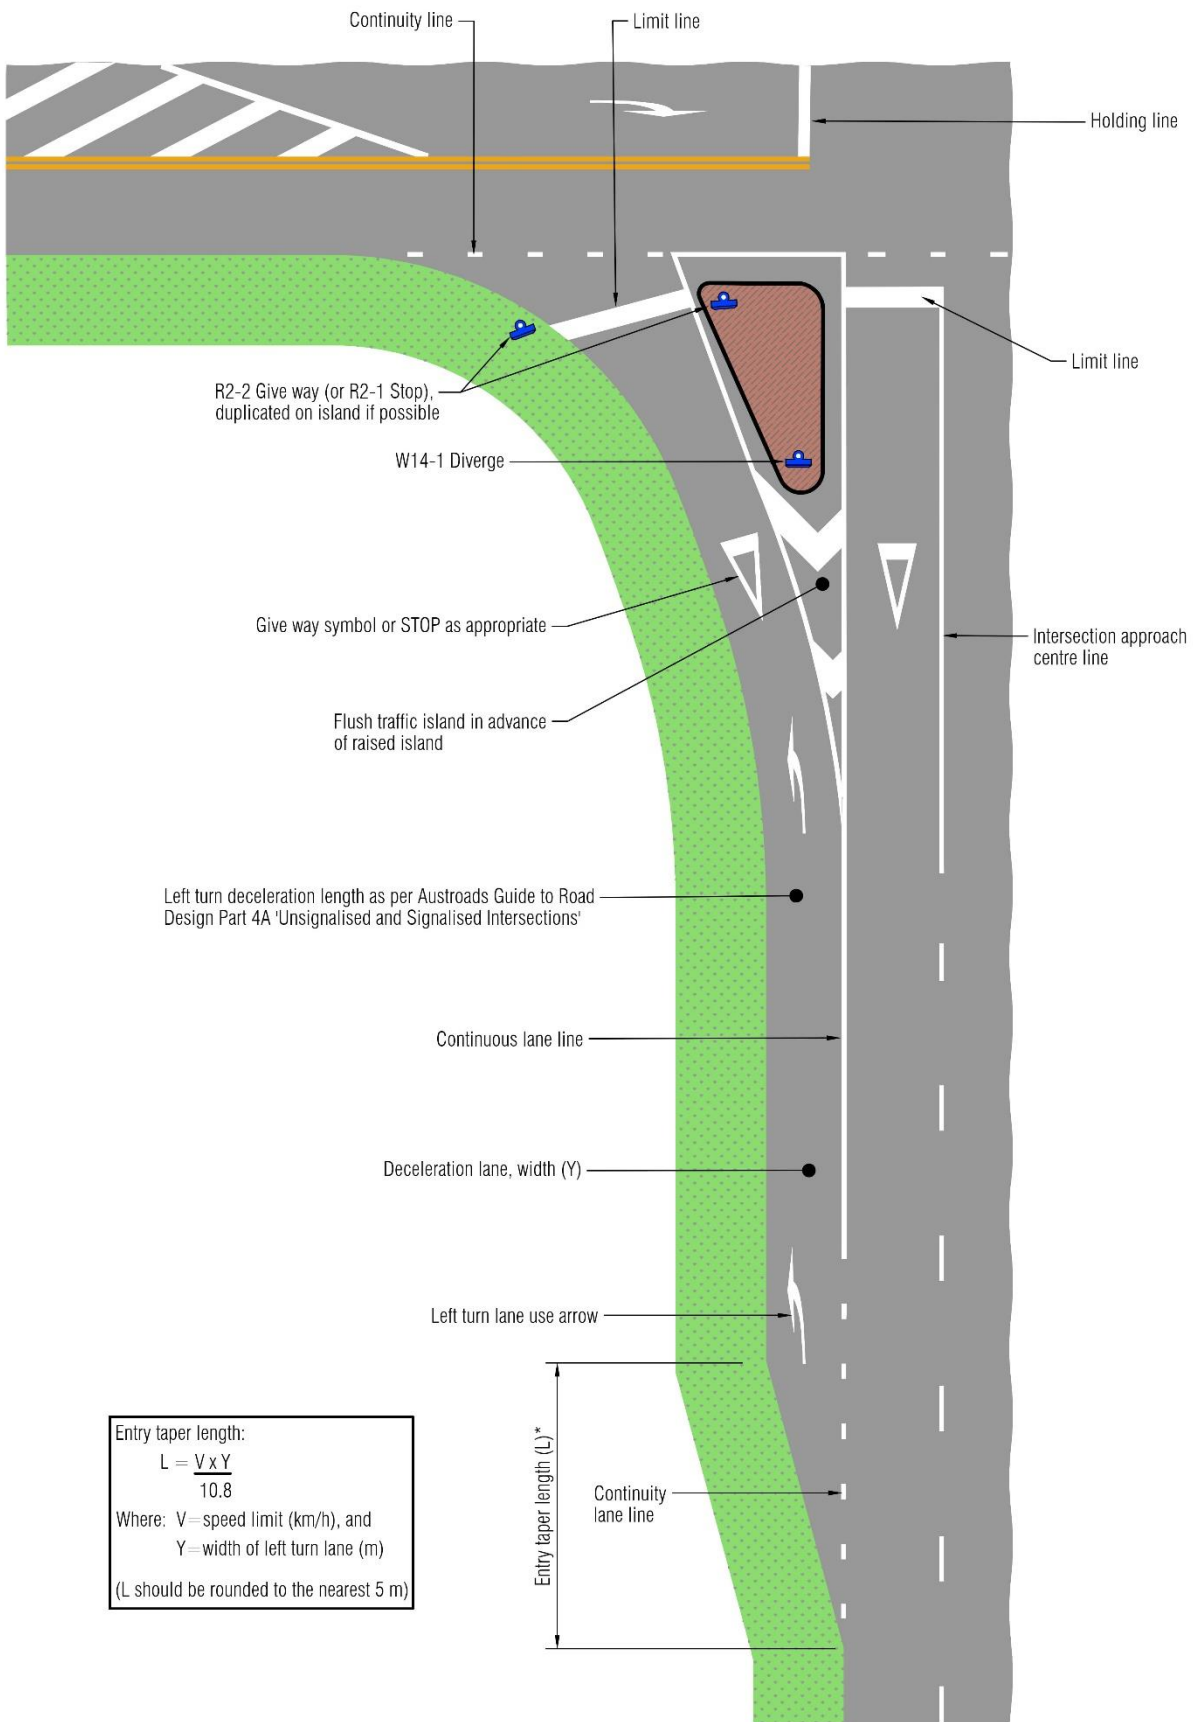 Continuity line
Limit line
Holding line
Limit line
R2-2 Give way (or R2-1 Stop),
duplicated on island if possible
W14-1 Diverge
Give way symbol or STOP as appropriate
Intersection approach
centre line
Flush traffic island in advance
of raised island
Left turn deceleration length as per Austroads Guide to Road
Design Part 4A 'Unsignalised and Signalised Intersections'
Continuous lane line
Deceleration lane, width (Y)
Left turn lane use arrow
Entry taper length (L)*
Continuity
lane line
Entry taper length:
L = V x Y
10.8
Where: V=speed limit (km/h), and
Y=width of left turn lane (m)
(L should be rounded to the nearest 5 m)